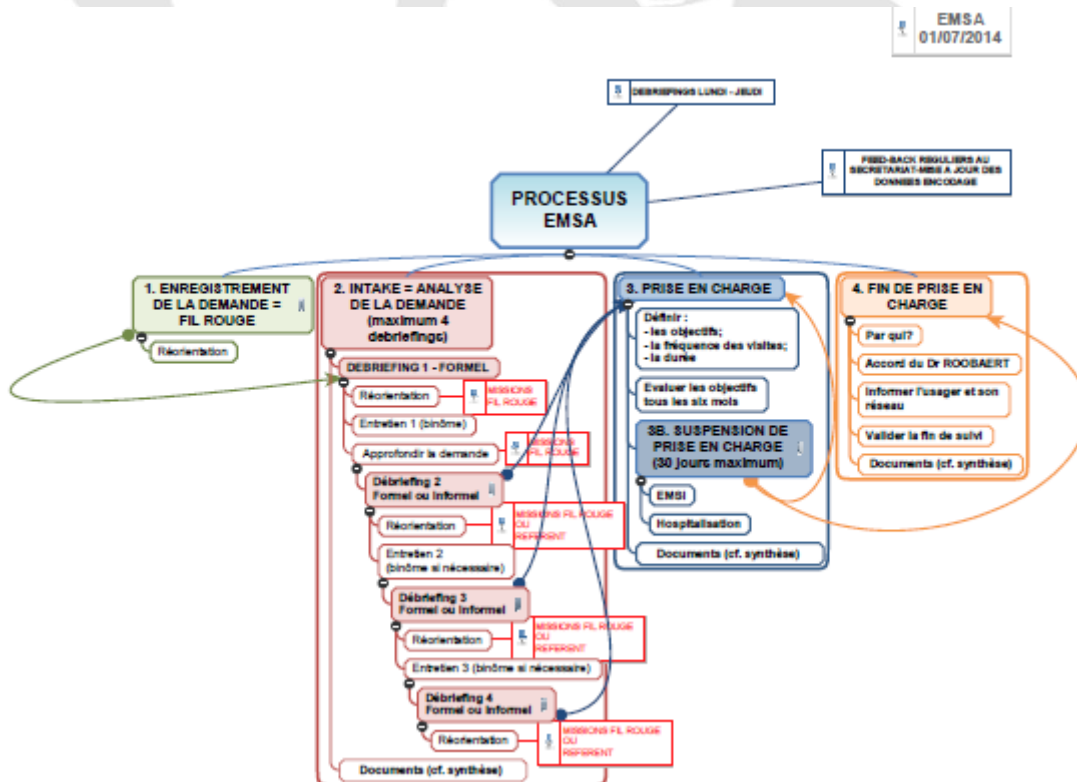 EMSA
01/07/2014
DEBRIEFINGS LUNDI - JEUDI
FEED-BACK REGULIERS AU
SECRETARIAT-MISE A JOUR DES
DONNEES ENCODAGE
PROCESSUS
EMSA
1. ENREGISTREMENT
DE LA DEMANDE =
FIL ROUGE
Réorientation
2. INTAKE = ANALYSE
DE LA DEMANDE
(maximum 4
debriefings)
DEBRIEFING 1 - FORMEL
Réorientation
MISSIONS
FIL ROUGE
Entretien 1 (binôme)
Approfondir la demande
MISSIONS
FIL ROUGE
Débriefing 2
Formel ou Informel
Réorientation
MISSIONS FIL ROUGE
OU
REFERENT
Entretien 2
(binôme si nécessaire)
Débriefing 3
Formel ou Informel
Réorientation
MISSIONS FIL ROUGE
OU
REFERENT
Entretien 3 (binôme si nécessaire)
Débriefing 4
Formel ou Informel
Réorientation
MISSIONS FIL ROUGE
OU
REFERENT
Documents (cf. synthèse)
3. PRISE EN CHARGE
Définir :
- les objectifs;
- la fréquence des visites;
- la durée
Evaluer les objectifs
tous les six mois
3B. SUSPENSION DE
PRISE EN CHARGE
(30 jours maximum)
EMSI
Hospitalisation
Documents (cf. synthèse)
4. FIN DE PRISE EN
CHARGE
Par qui?
Accord du Dr ROOBAERT
Informer l'usager et son
réseau
Valider la fin de suivi
Documents (cf. synthèse)